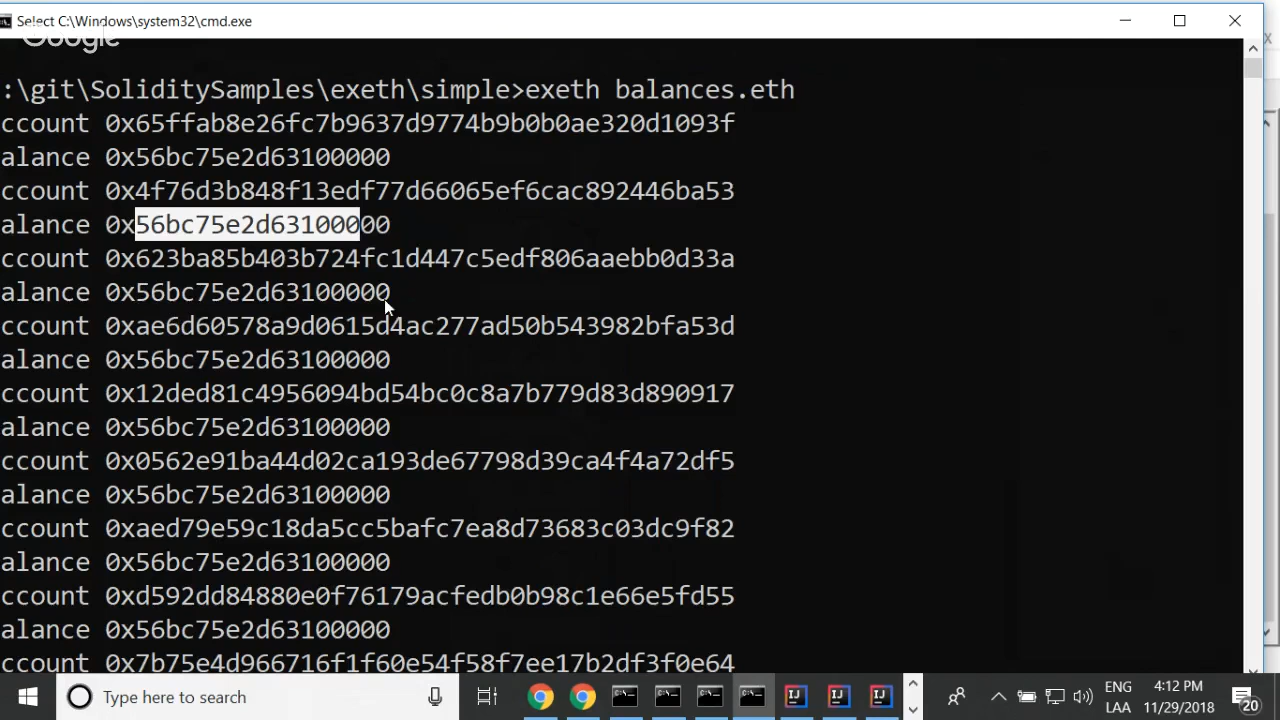 Select C:\Windows\system32\cmd.exe
Google
:\git\SoliditySamples\exeth\simple>exeth balances.eth
ccount 0x65ffab8e26fc7b9637d9774b9b0b0ae320d1093f
alance 0x56bc75e2d63100000
ccount 0x4f76d3b848f13edf77d66065ef6cac892446ba53
alance 0x56bc75e2d63100000
ccount 0x623ba85b403b724fc1d447c5edf806aaebb0d33a
alance 0x56bc75e2d63100000
ccount 0xae6d60578a9d0615d4ac277ad50b543982bfa53d
alance 0x56bc75e2d63100000
ccount 0x12ded81c4956094bd54bc0c8a7b779d83d890917
alance 0x56bc75e2d63100000
ccount 0x0562e91ba44d02ca193de67798d39ca4f4a72df5
alance 0x56bc75e2d63100000
ccount 0xaed79e59c18da5cc5bafc7ea8d73683c03dc9f82
alance 0x56bc75e2d63100000
ccount 0xd592dd84880e0f76179acfedb0b98c1e66e5fd55
alance 0x56bc75e2d63100000
ccount 0x7b75e4d966716f1f60e54f58f7ee17b2df3f0e64
Type here to search
ENG
LAA
4:12 PM
11/29/2018
20